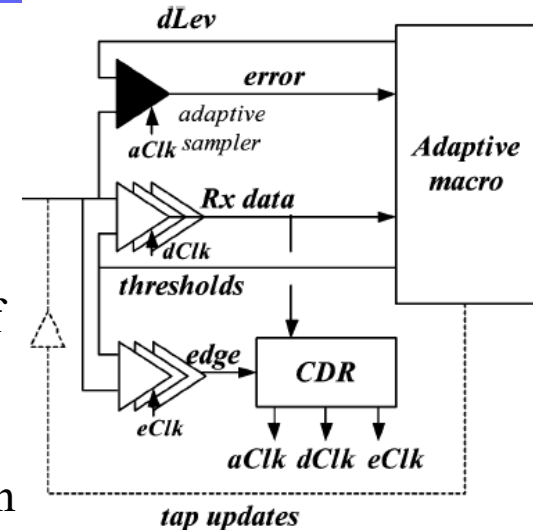 dLev
error
adaptive
sampler
aClk
Adaptive
macro
Rx data
dClk
thresholds
f
edge
CDR
eClk
aClk dClk eClk
n
tap updates